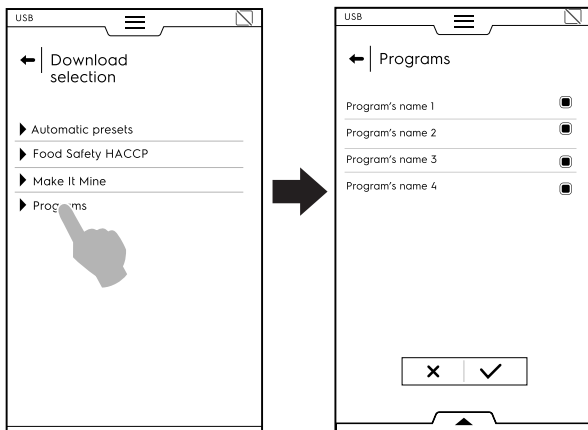 USB
Download
selection
Automatic presets
Food Safety HACCP
Make It Mine
Programs
USB
Programs
Program's name 1
Program's name 2
Program's name 3
Program's name 4